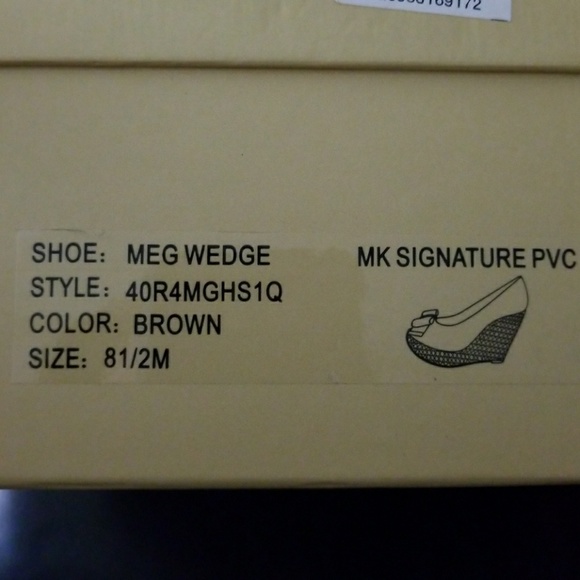 SHOE: MEG WEDGE
MK SIGNATURE PVC
STYLE: 40R4MGHS1Q
COLOR: BROWN
SIZE: 81/2M